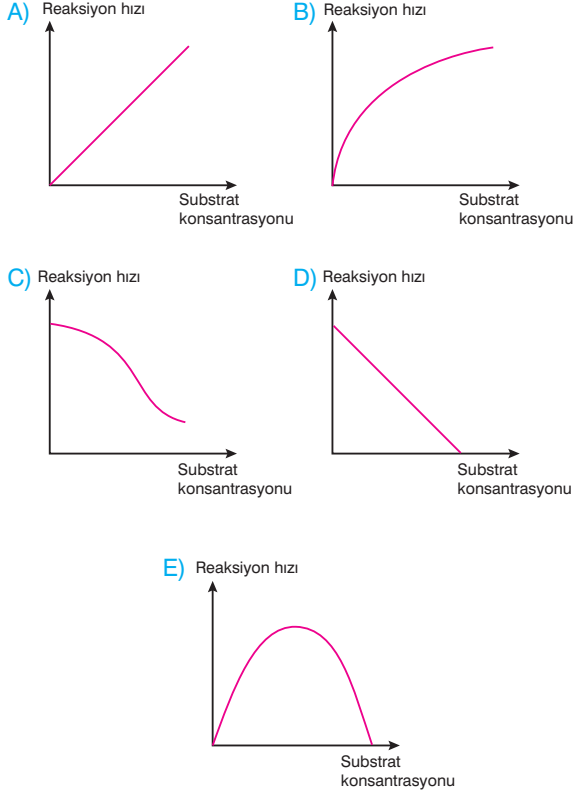 A) Reaksiyon hızı
Substrat
konsantrasyonu
B) Reaksiyon hızı
Substrat
konsantrasyonu
C) Reaksiyon hızı
Substrat
konsantrasyonu
D) Reaksiyon hızı
Substrat
konsantrasyonu
E) Reaksiyon hızı
Substrat
konsantrasyonu